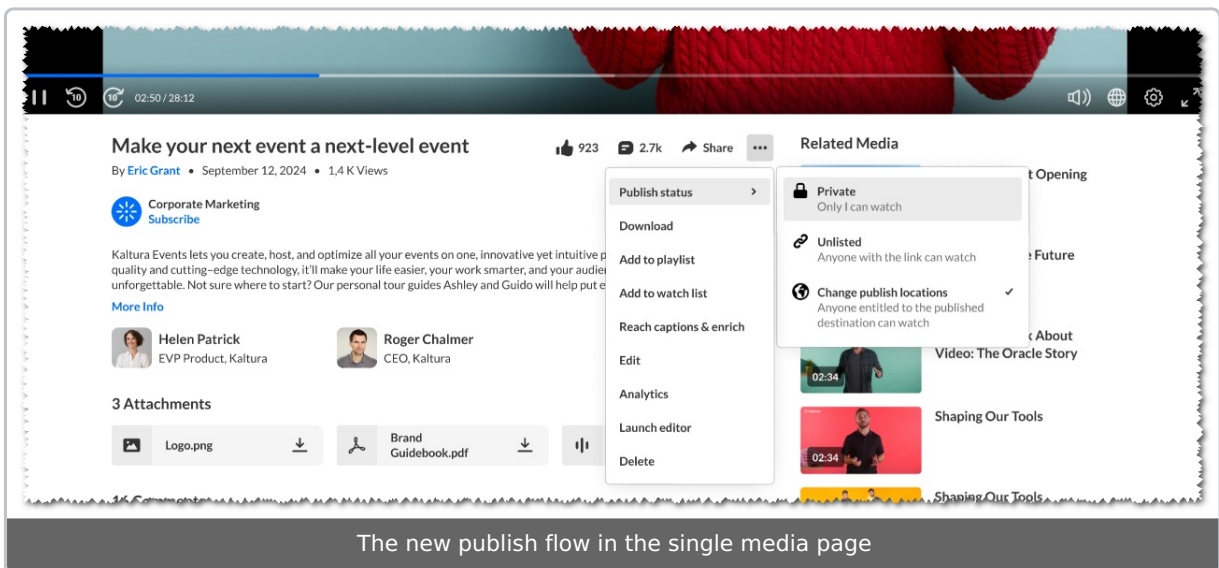 02:50 / 28:12
Make your next event a next-level event
923
2.7k
Share
By Eric Grant • September 12, 2024 • 1,4 K Views
Corporate Marketing
Subscribe
Kaltura Events lets you create, host, and optimize all your events on one, innovative yet intuitive
quality and cutting-edge technology, it'll make your life easier, your work smarter, and your
unforgettable. Not sure where to start? Our personal tour guides Ashley and Guido will help put
More Info
Helen Patrick
EVP Product, Kaltura
Roger Chalmer
CEO, Kaltura
3 Attachments
Logo.png
Brand
Guidebook.pdf
Publish status
Download
Add to playlist
Add to watch list
Reach captions & enrich
Edit
Analytics
Launch editor
Delete
Private
Only I can watch
Unlisted
Anyone with the link can watch
Change publish locations
Anyone entitled to the published
destination can watch
Related Media
Opening
Future
About
Video: The Oracle Story
02:34
Shaping Our Tools
02:34
Shaping Our Tools
The new publish flow in the single media page